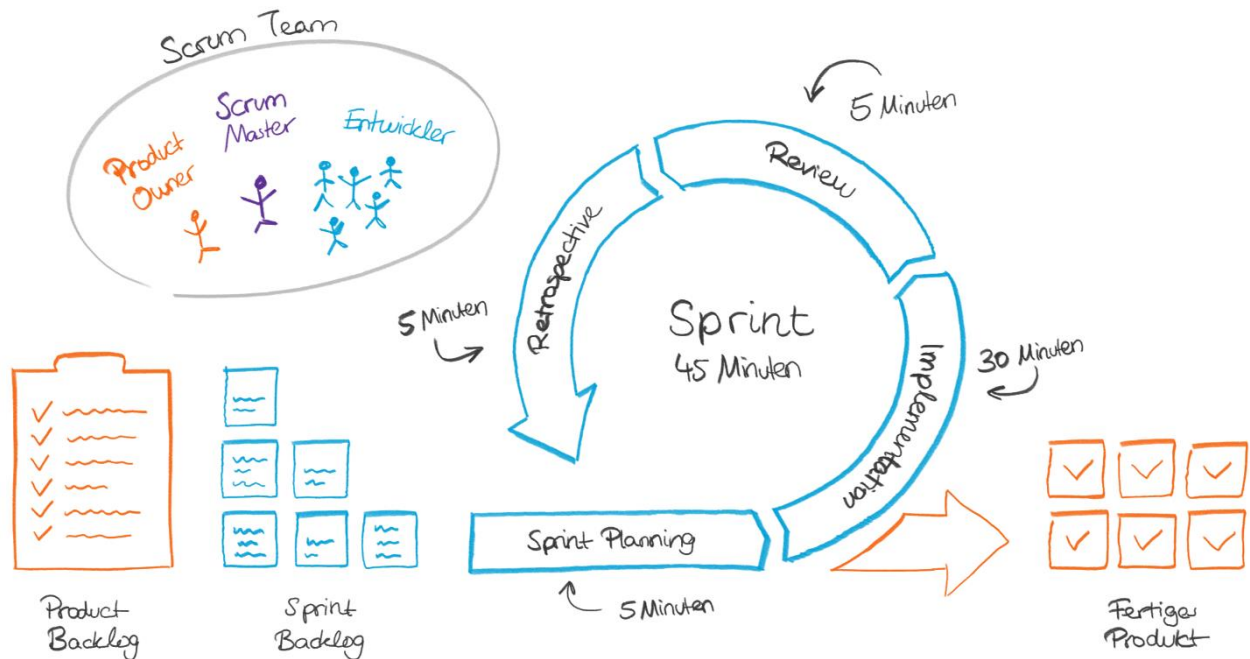 Scrum Team
Scrum
Master
Entwickler
Product
Owner
5 Minuten
Review
Retrospective
5 Minuten
Sprint
45 Minuten
30 Minuten
Implementation
Sprint Planning
5 Minuten
Product
Backlog
Sprint
Backlog
Fertiger
Produkt